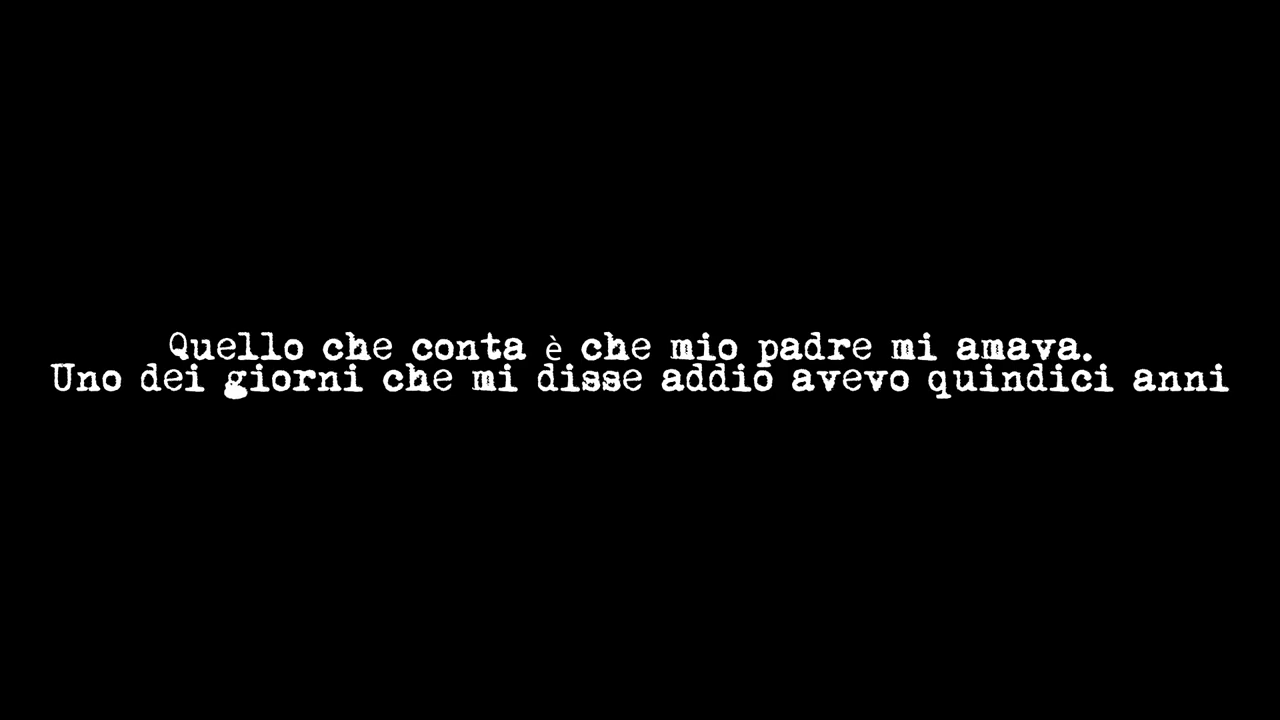 Quello che conta è che mio padre mi amava.
Uno dei giorni che mi disse addio avevo quindici anni